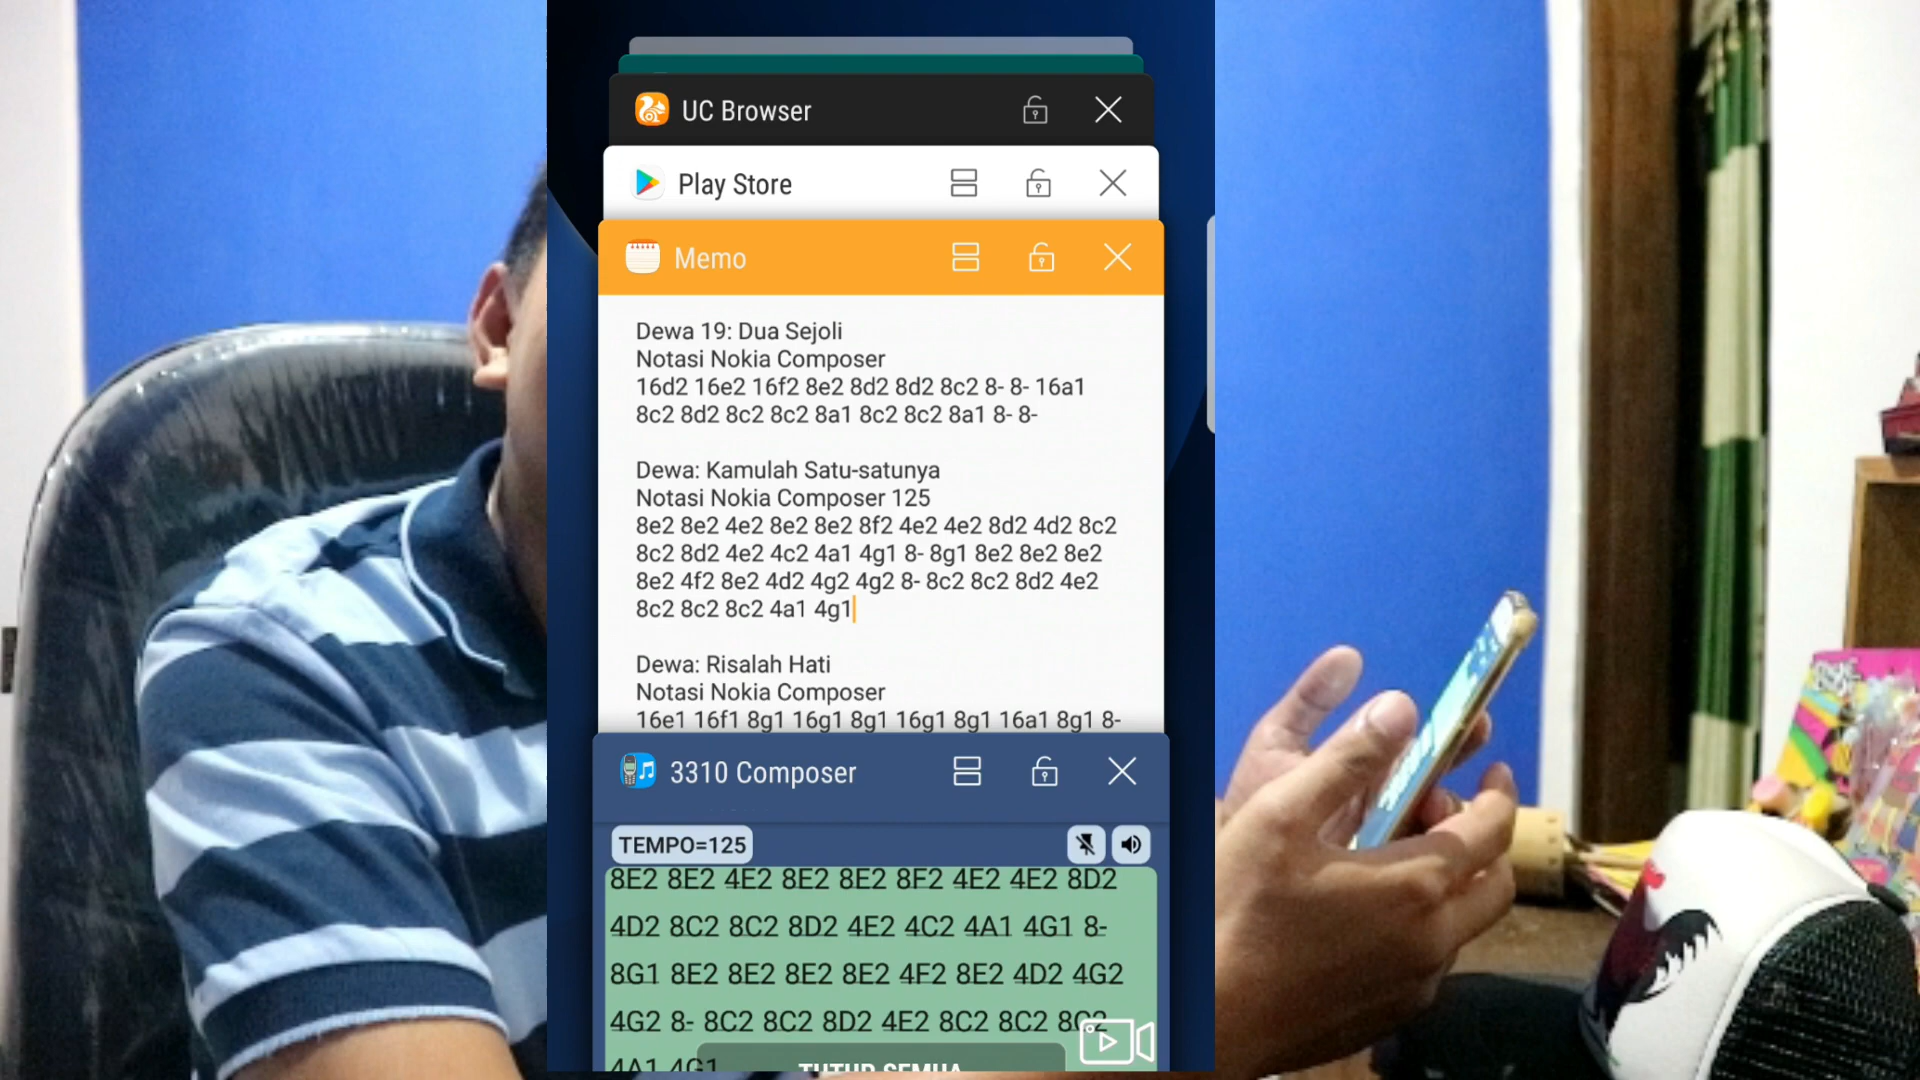 UC Browser
Play Store
Memo
Dewa 19: Dua Sejoli
Notasi Nokia Composer
16d2 16e2 16f2 8e2 8d2 8d2 8c2 8- 8- 16a1
8c2 8d2 8c2 8c2 8a1 8c2 8c2 8a1 8- 8-
Dewa: Kamulah Satu-satunya
Notasi Nokia Composer 125
8e2 8e2 4e2 8e2 8e2 8f2 4e2 4e2 8d2 4d2 8c2
8c2 8d2 4e2 4c2 4a1 4g1 8- 8g1 8e2 8e2 8e2
8e2 4f2 8e2 4d2 4g2 4g2 8- 8c2 8c2 8d2 4e2
8c2 8c2 8c2 4a1 4g1
Dewa: Risalah Hati
Notasi Nokia Composer
16e1 16f1 8g1 16g1 8g1 16g1 8g1 16a1 8g1 8-
3310 Composer
TEMPO=125
8E2 8E2 4E2 8E2 8E2 8F2 4E2 4E2 8D2
4D2 8C2 8C2 8D2 4E2 4C2 4A1 4G1 8-
8G1 8E2 8E2 8E2 8E2 4F2 8E2 4D2 4G2
4G2 8- 8C2 8C2 8D2 4E2 8C2 8C2 8C2
4A1 4G1
TUTUP SEMUA